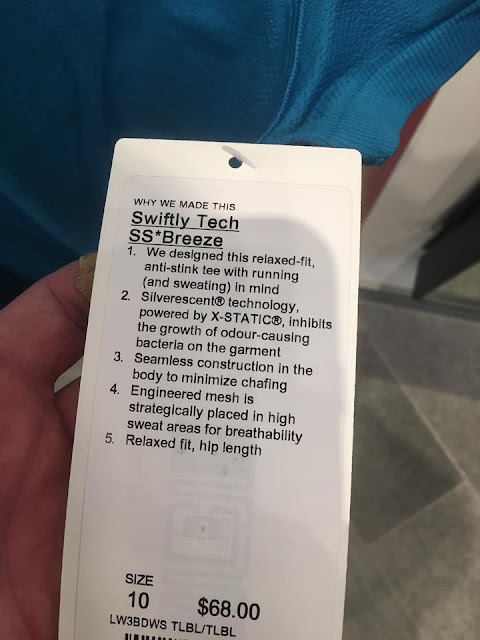 WHY WE MADE THIS
Swiftly Tech
SS*Breeze
1. We designed this relaxed-fit,
anti-stink tee with running
(and sweating) in mind
2. Silverescent® technology,
powered by X-STATIC®, inhibits
the growth of odour-causing
bacteria on the garment
3. Seamless construction in the
body to minimize chafing
4. Engineered mesh is
strategically placed in high
sweat areas for breathability
5. Relaxed fit, hip length
SIZE
10 $68.00
LW3BDWS TLBL/TLBL